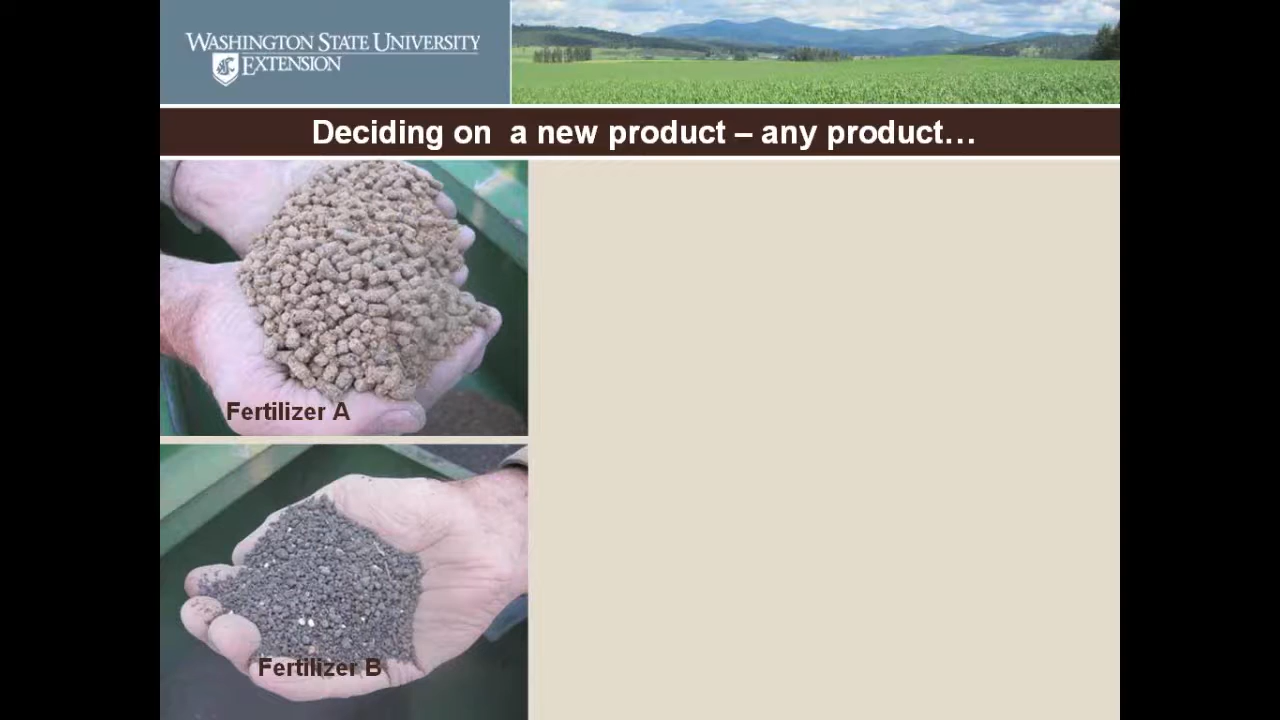 WASHINGTON STATE UNIVERSITY
EXTENSION
Deciding on  a new product – any product…
Fertilizer A
Fertilizer B